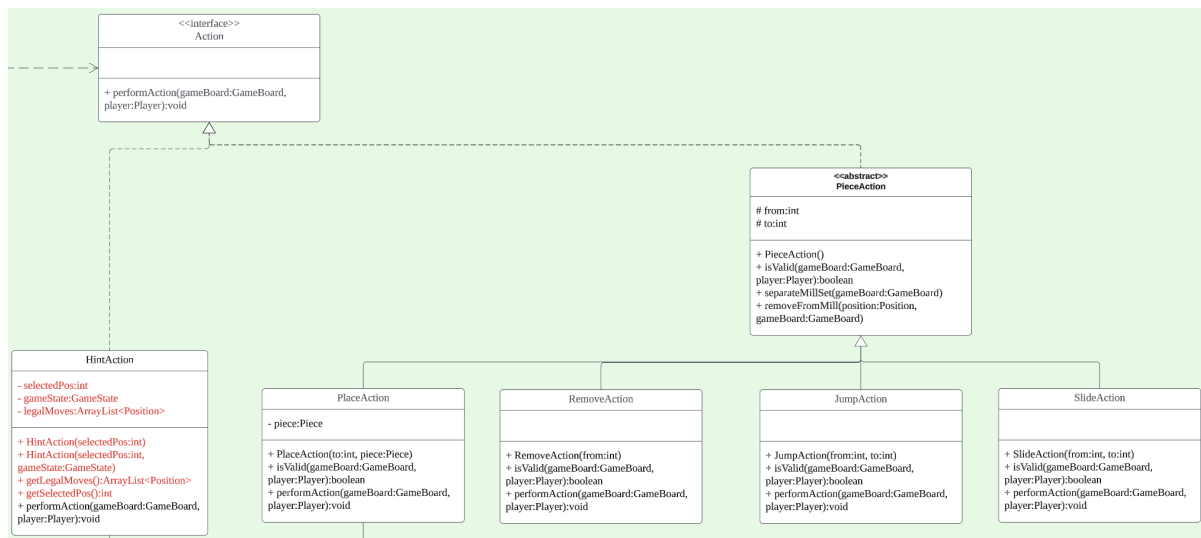 <<interface>>
Action
+ performAction(gameBoard:GameBoard,
player:Player):void
<<abstract>>
PieceAction
# from:int
# to:int
+ PieceAction()
+ isValid(gameBoard:GameBoard,
player:Player):boolean
+ separateMillSet(gameBoard:GameBoard)
+ removeFromMill(position:Position,
gameBoard:GameBoard)
HintAction
- selectedPos:int
- gameState:GameState
- legalMoves:ArrayList<Position>
+ HintAction(selectedPos:int)
+ HintAction(selectedPos:int,
gameState:GameState)
+ getLegalMoves():ArrayList<Position>
+ getSelectedPos():int
+ performAction(gameBoard:GameBoard,
player:Player):void
PlaceAction
- piece:Piece
+ PlaceAction(to:int, piece:Piece)
+ isValid(gameBoard:GameBoard,
player:Player):boolean
+ performAction(gameBoard:GameBoard,
player:Player):void
RemoveAction
+ RemoveAction(from:int)
+ isValid(gameBoard:GameBoard,
player:Player):boolean
+ performAction(gameBoard:GameBoard,
player:Player):void
JumpAction
+ JumpAction(from:int, to:int)
+ isValid(gameBoard:GameBoard,
player:Player):boolean
+ performAction(gameBoard:GameBoard,
player:Player):void
SlideAction
+ SlideAction(from:int, to:int)
+ isValid(gameBoard:GameBoard,
player:Player):boolean
+ performAction(gameBoard:GameBoard,
player:Player):void